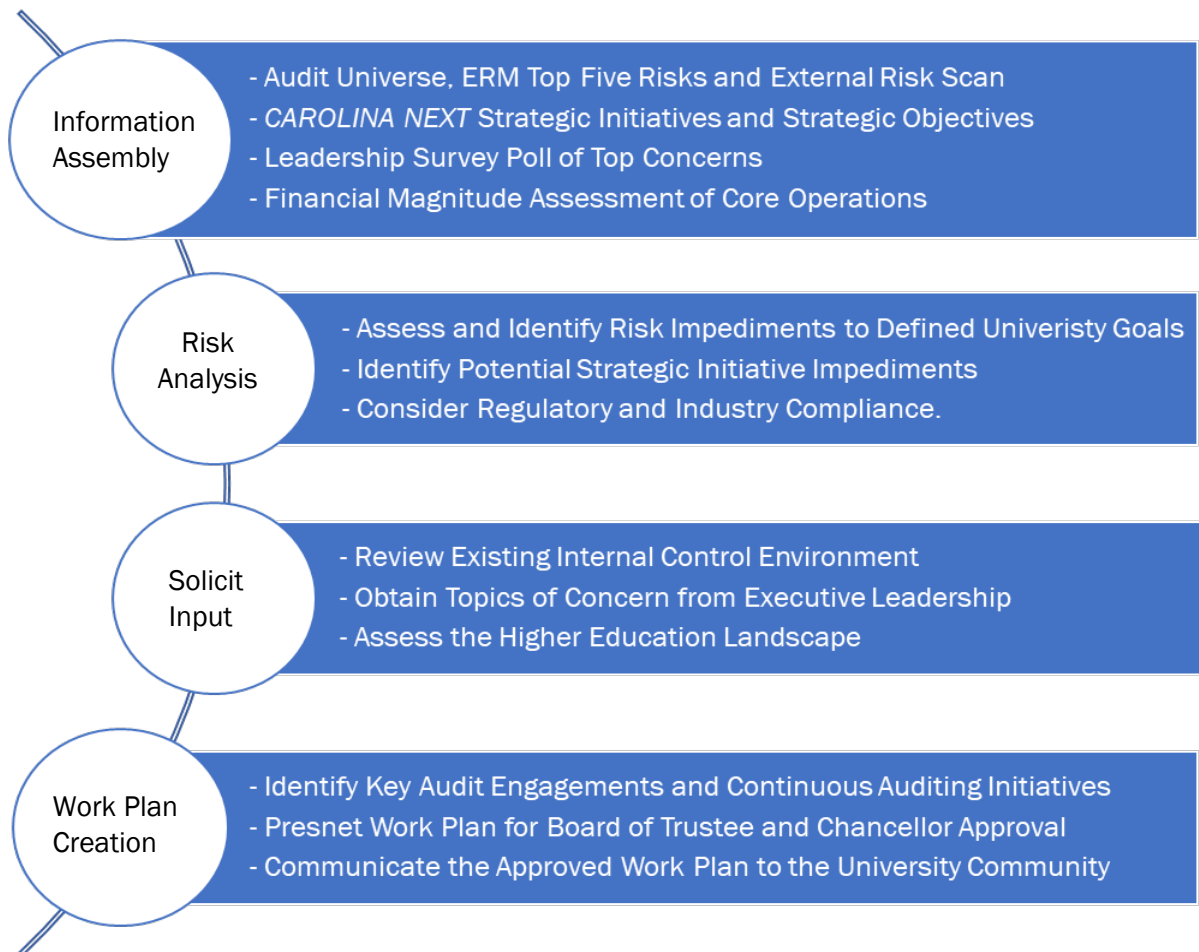 Information
Assembly
- Audit Universe, ERM Top Five Risks and External Risk Scan
- CAROLINA NEXT Strategic Initiatives and Strategic Objectives
- Leadership Survey Poll of Top Concerns
- Financial Magnitude Assessment of Core Operations
Risk
Analysis
- Assess and Identify Risk Impediments to Defined Univeristy Goals
- Identify Potential Strategic Initiative Impediments
- Consider Regulatory and Industry Compliance.
Solicit
Input
- Review Existing Internal Control Environment
- Obtain Topics of Concern from Executive Leadership
- Assess the Higher Education Landscape
Work Plan
Creation
- Identify Key Audit Engagements and Continuous Auditing Initiatives
- Presnet Work Plan for Board of Trustee and Chancellor Approval
- Communicate the Approved Work Plan to the University Community